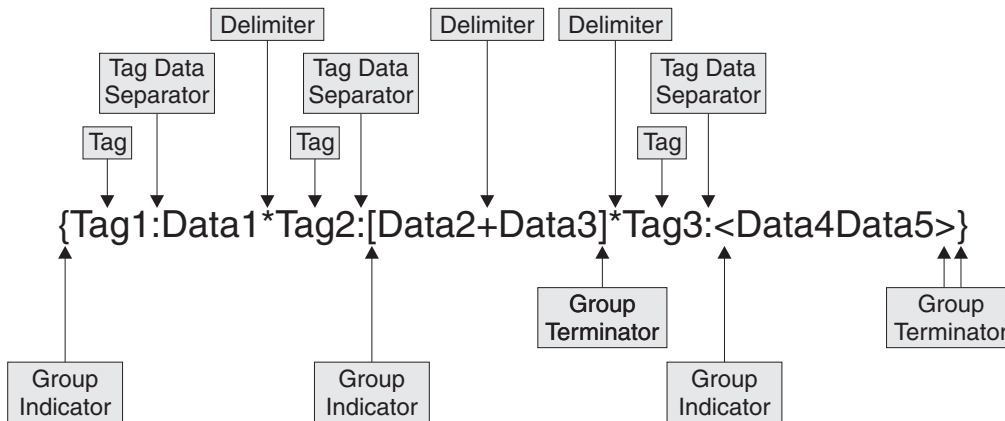 Delimiter Delimiter Delimiter
Tag Data Separator Tag Data Separator Tag Data Separator
Tag Tag Tag
{Tag1:Data1*Tag2:[Data2+Data3]*Tag3:<Data4Data5>}
Group Terminator Group Terminator
Group Indicator Group Indicator Group Indicator